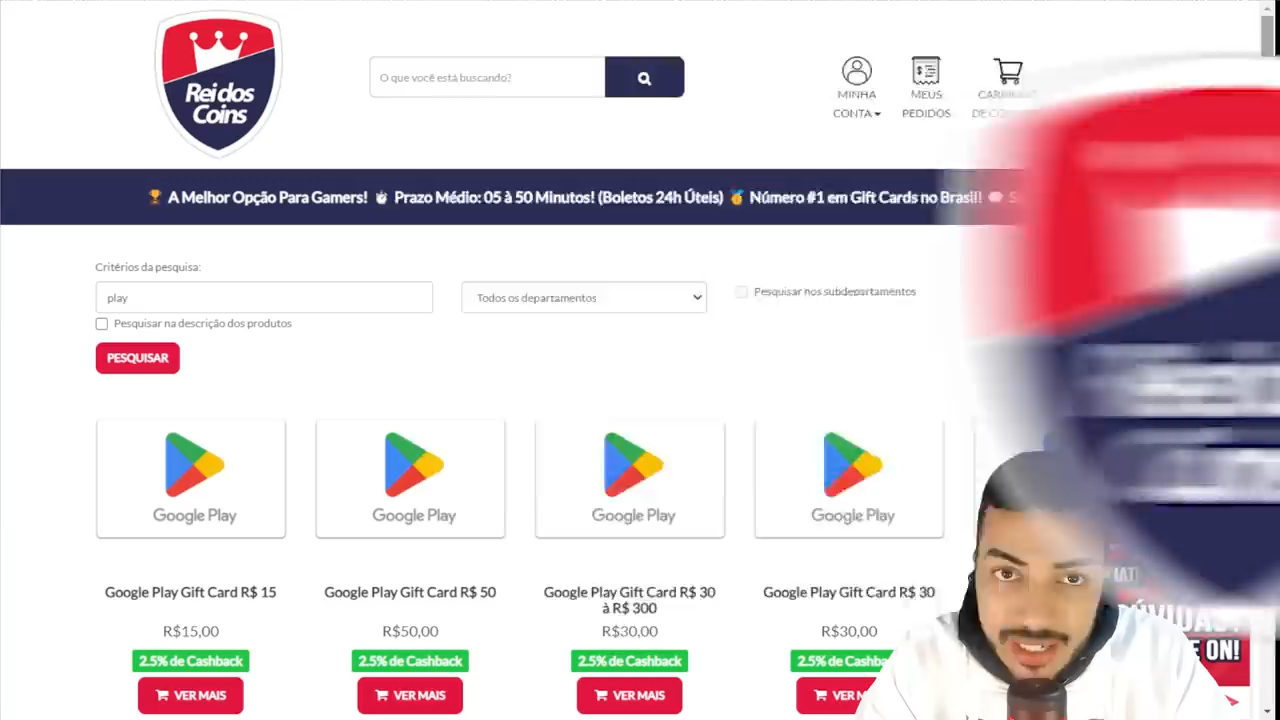 Rei dos
Coins
O que você está buscando?
MINHA
CONTA
MEUS
PEDIDOS
🏆 A Melhor Opção Para Gamers! ⏰ Prazo Médio: 05 à 50 Minutos! (Boletos 24h Úteis) 🥇 Número #1 em Gift Cards no Brasil! 💬
Critérios da pesquisa:
play
Todos os departamentos
Pesquisar nos subdepartamentos
Pesquisar na descrição dos produtos
PESQUISAR
Google Play
Google Play
Google Play
Google Play
Google Play Gift Card R$ 15
R$15,00
2.5% de Cashback
VER MAIS
Google Play Gift Card R$ 50
R$50,00
2.5% de Cashback
VER MAIS
Google Play Gift Card R$ 30
à R$ 300
R$30,00
2.5% de Cashback
VER MAIS
Google Play Gift Card R$ 30
R$30,00
2.5% de
VER
ON!